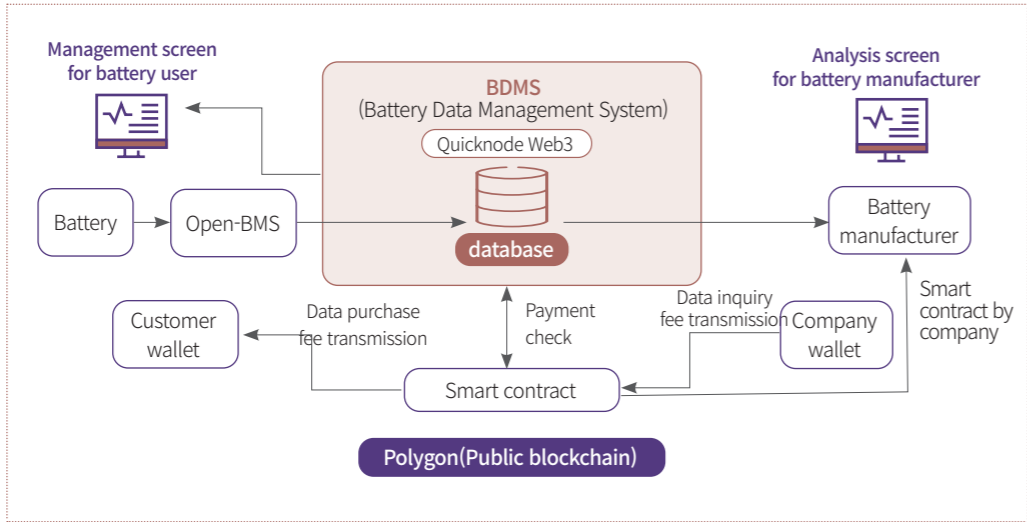 Management screen
for battery user
Analysis screen
for battery manufacturer
BDMS
(Battery Data Management System)
Quicknode Web3
database
Battery
Open-BMS
Battery
manufacturer
Customer
wallet
Data purchase
fee transmission
Payment
check
Data inquiry
fee transmission
Company
wallet
Smart
contract by
company
Smart contract
Polygon(Public blockchain)